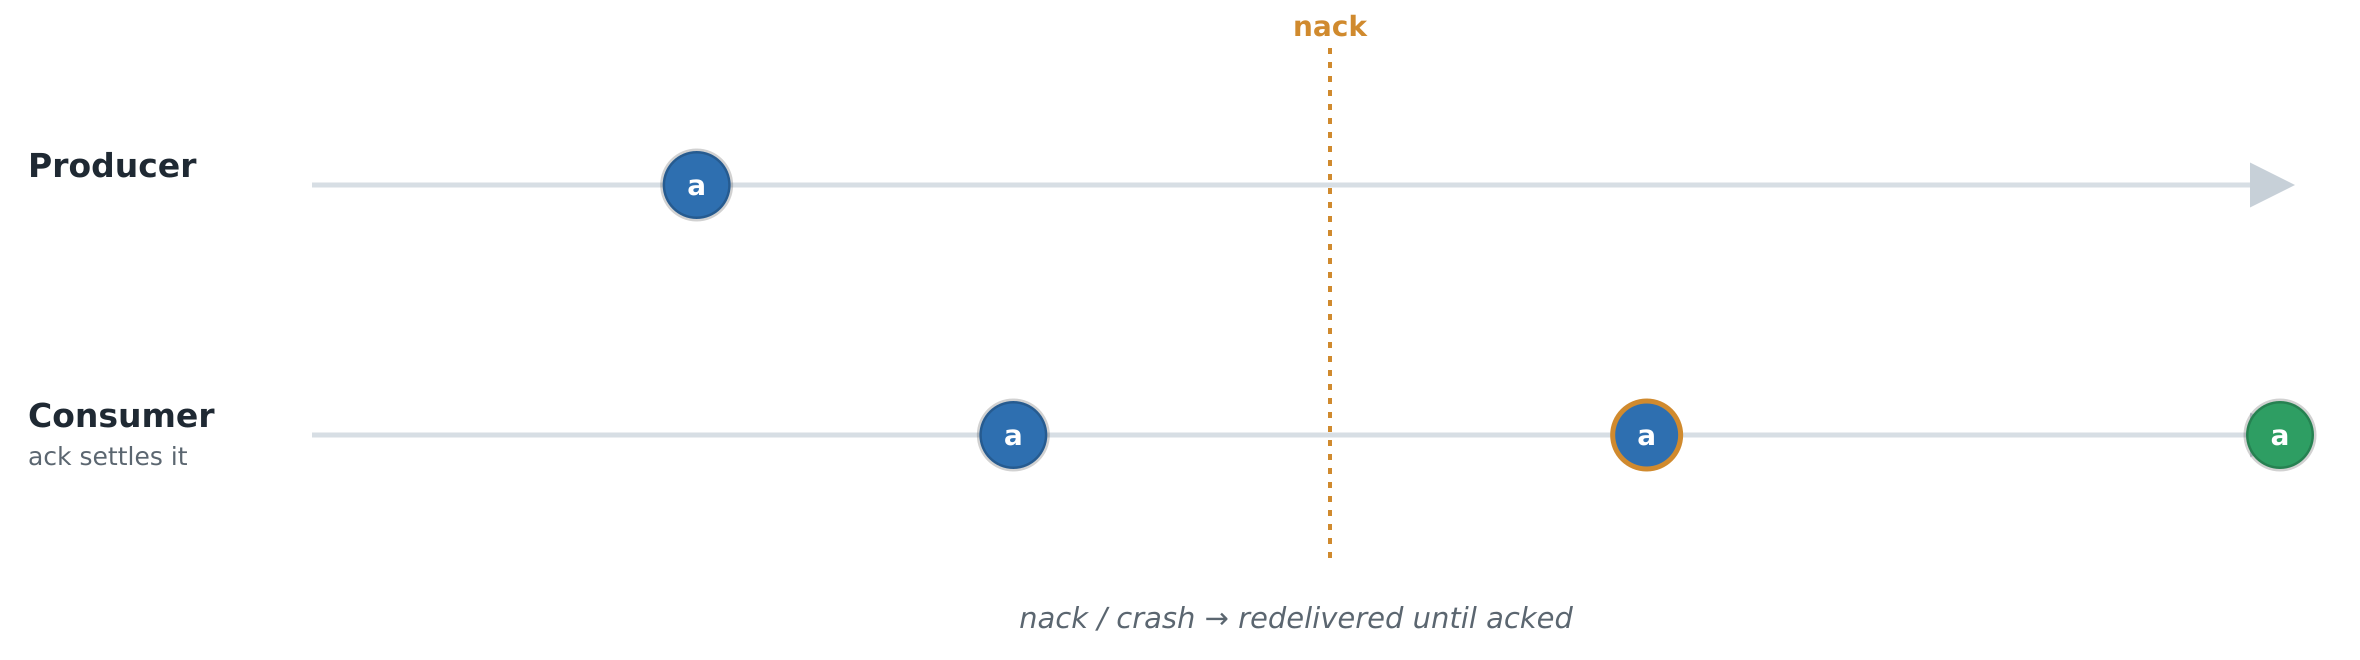 nack
Producer
a
Consumer
ack settles it
a
a
a
nack / crash → redelivered until acked